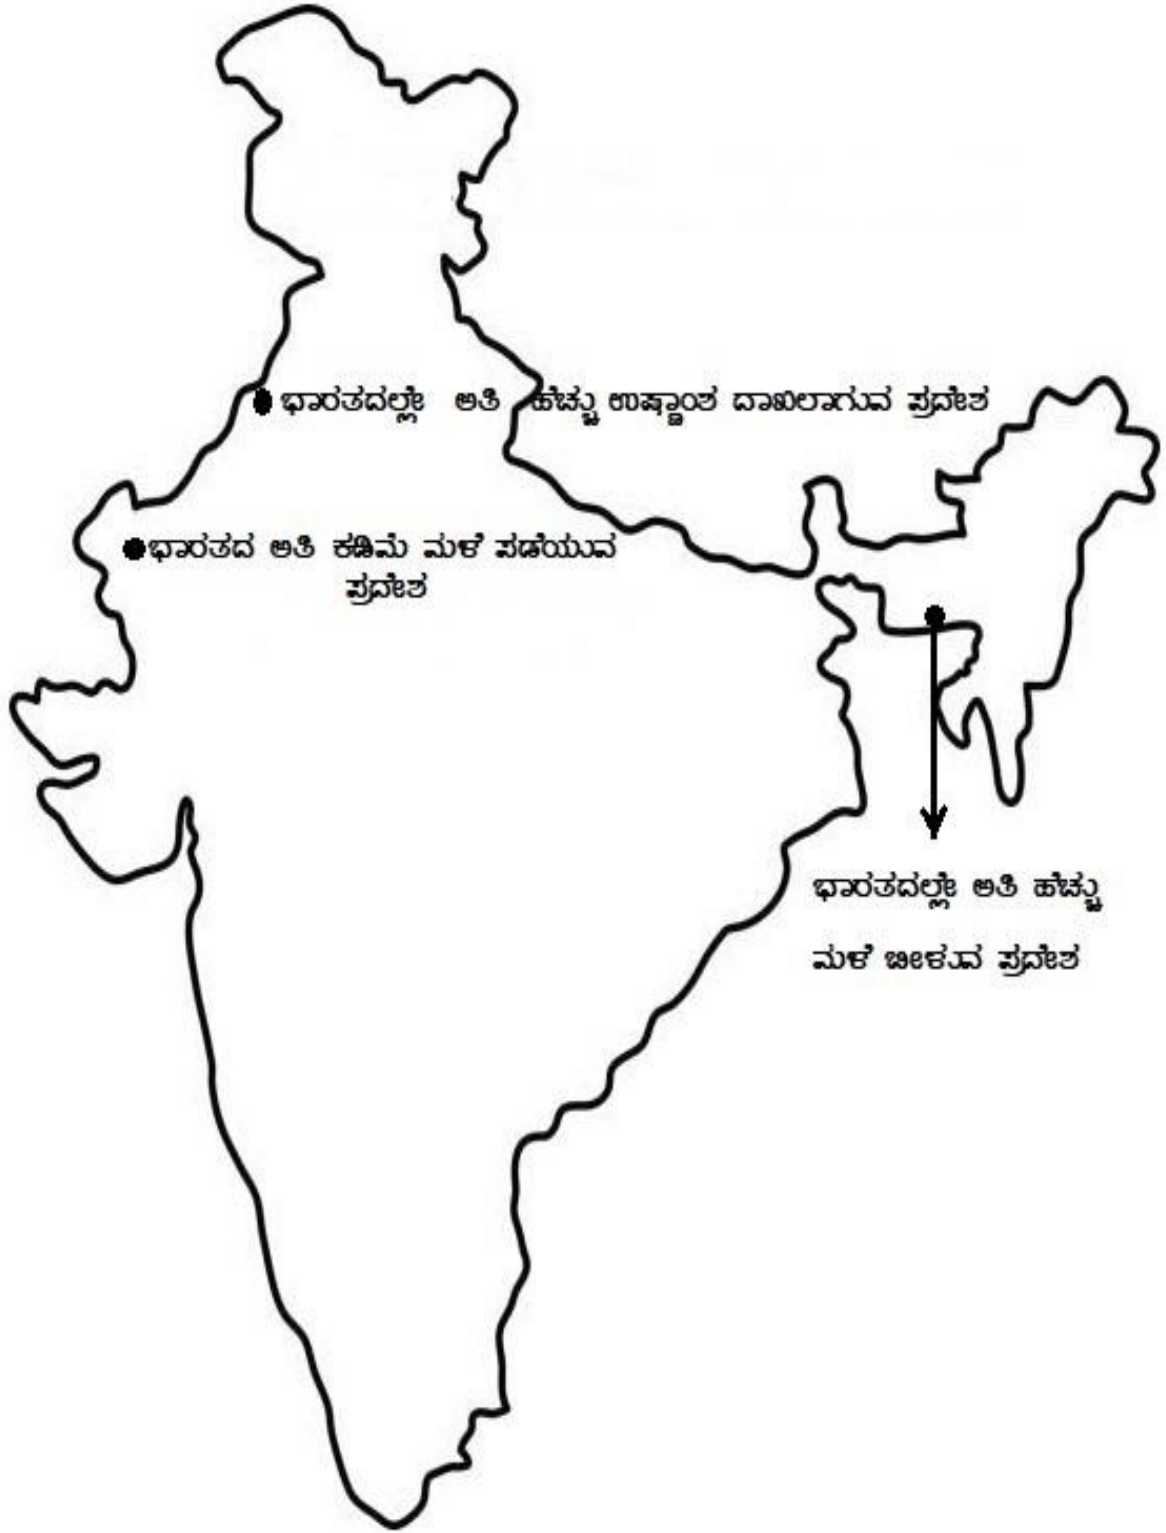 ಭಾರತದಲ್ಲೇ ಅತಿ ಹೆಚ್ಚು ಉಷ್ಣಾಂಶ ದಾಖಲಾಗುವ ಪ್ರದೇಶ
ಭಾರತದ ಅತಿ ಕಡಿಮೆ ಮಳೆ ಪಡೆಯುವ
ಪ್ರದೇಶ
ಭಾರತದಲ್ಲೇ ಅತಿ ಹೆಚ್ಚು
ಮಳೆ ಬೀಳುವ ಪ್ರದೇಶ